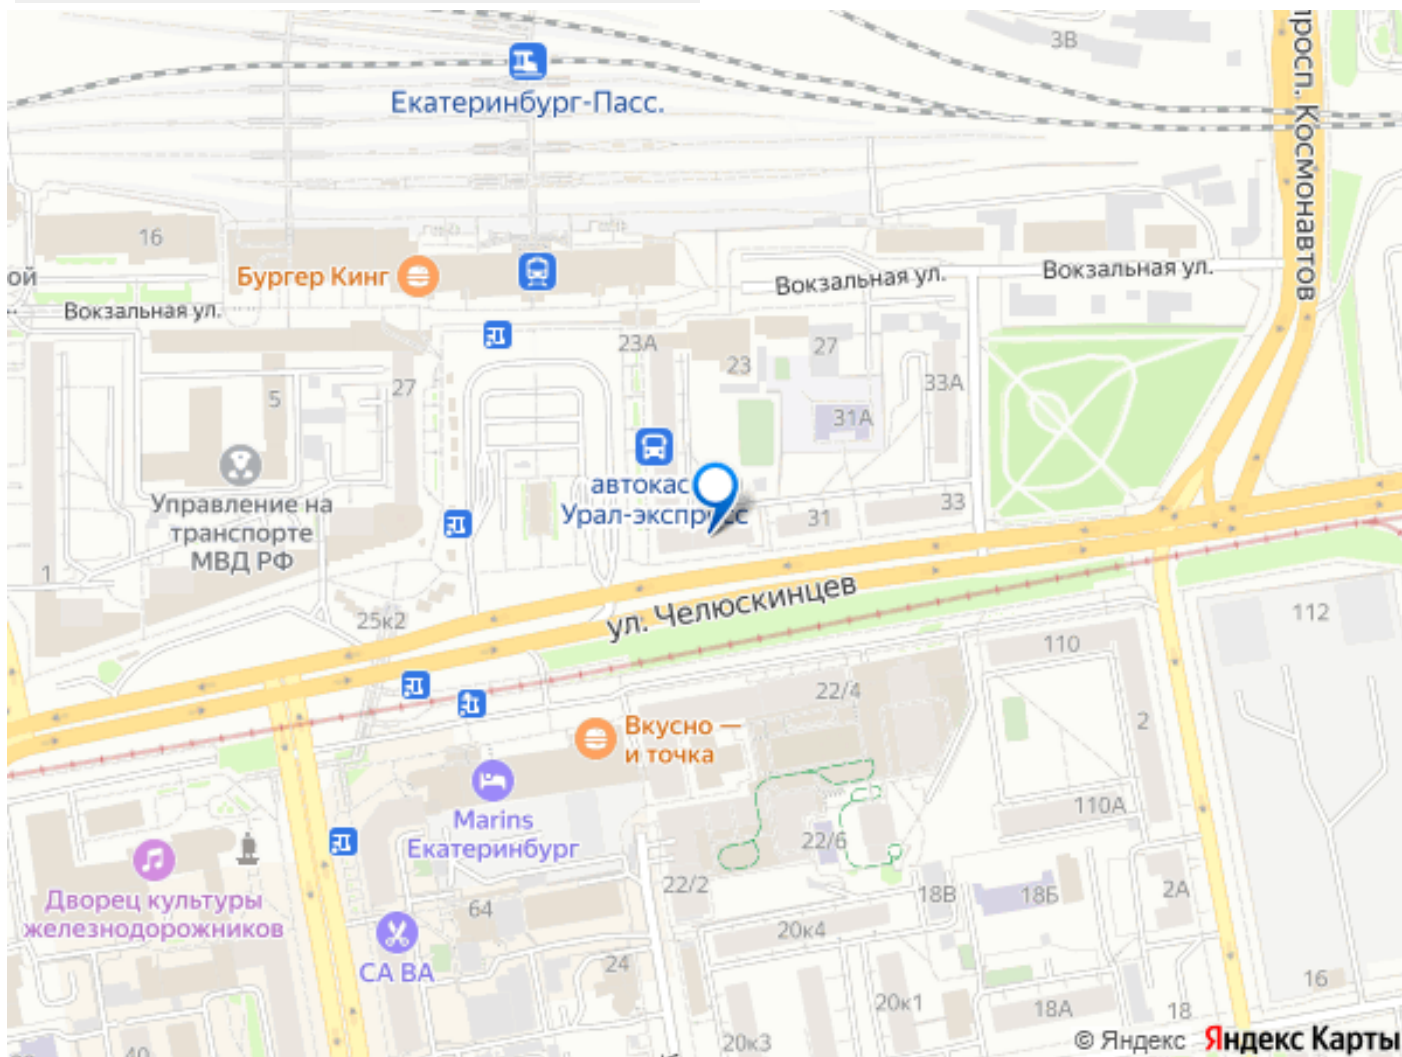 3В
просп. Космонавтов
Екатеринбург-Пасс.
16
Бургер Кинг
ой
Вокзальная ул.
Вокзальная ул.
Вокзальная ул.
23А
23
27
33А
31А
27
5
автокас
Урал-экспресс
31
33
Управление на
транспорте
МВД РФ
1
25к2
ул. Челюскинцев
112
110
22/4
2
Вкусно —
и точка
Marins
Екатеринбург
110А
22/6
Дворец культуры
железнодорожников
22/2
18В
18Б
2А
64
20к4
СА ВА
24
16
20к1
18А
18
20к3
40
© Яндекс Яндекс Карты